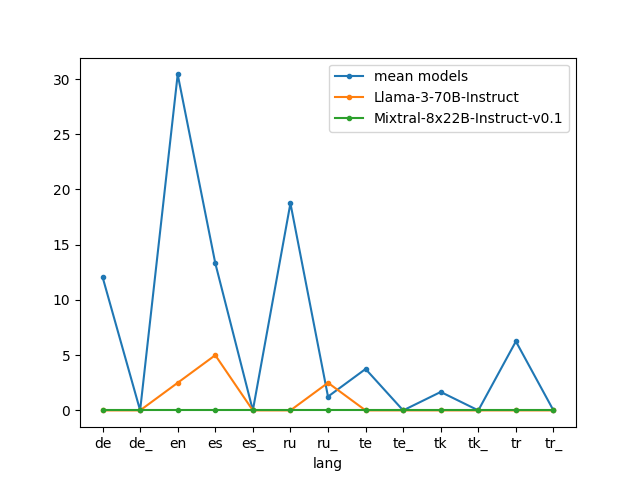 mean models
Llama-3-70B-Instruct
Mixtral-8x22B-Instruct-v0.1
30
25
20
15
10
5
0
de de_ en es es_ ru ru_ te te_ tk tk_ tr tr_
lang